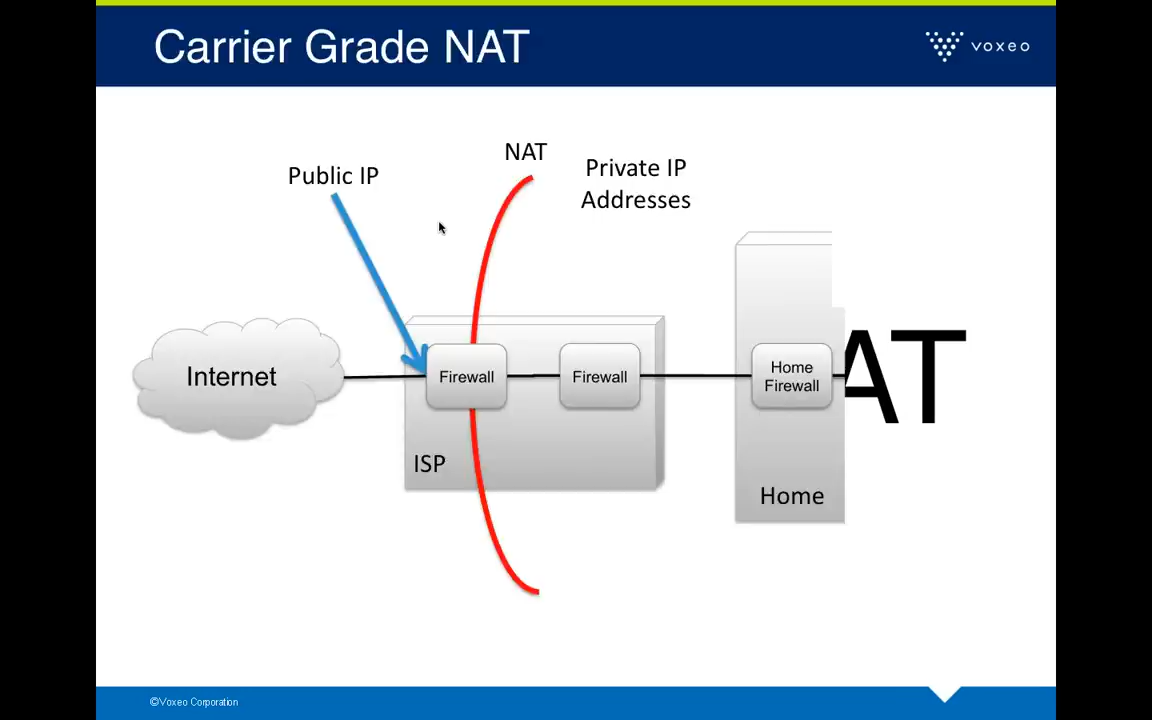 Carrier Grade NAT
voxeo
NAT
Public IP
Private IP
Addresses
Internet
Firewall
Firewall
Home
Firewall
AT
ISP
Home
©Voxeo Corporation